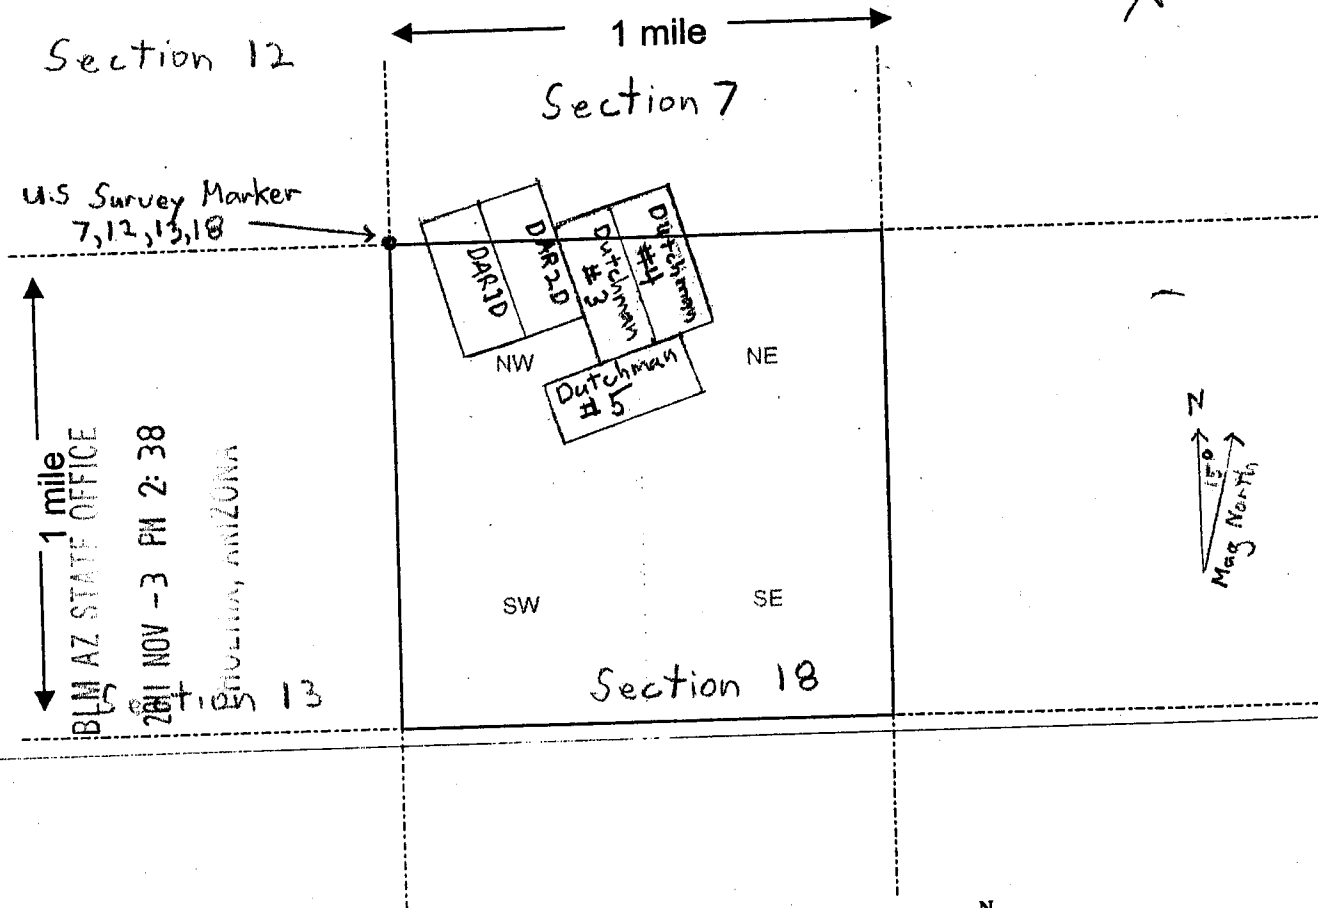 1 mile
Section 12
Section 7
U.S Survey Marker
7,12,13,18
DAR1D
DAR2D
Dutchman
#3
Dutchman
#4
NW
NE
Dutchman
#5
1 mile
BLM AZ STATE OFFICE
2011 NOV -3 PM 2:38
PHOENIX, ARIZONA
N
15°
Mag North
SW
SE
Section 13
Section 18
N